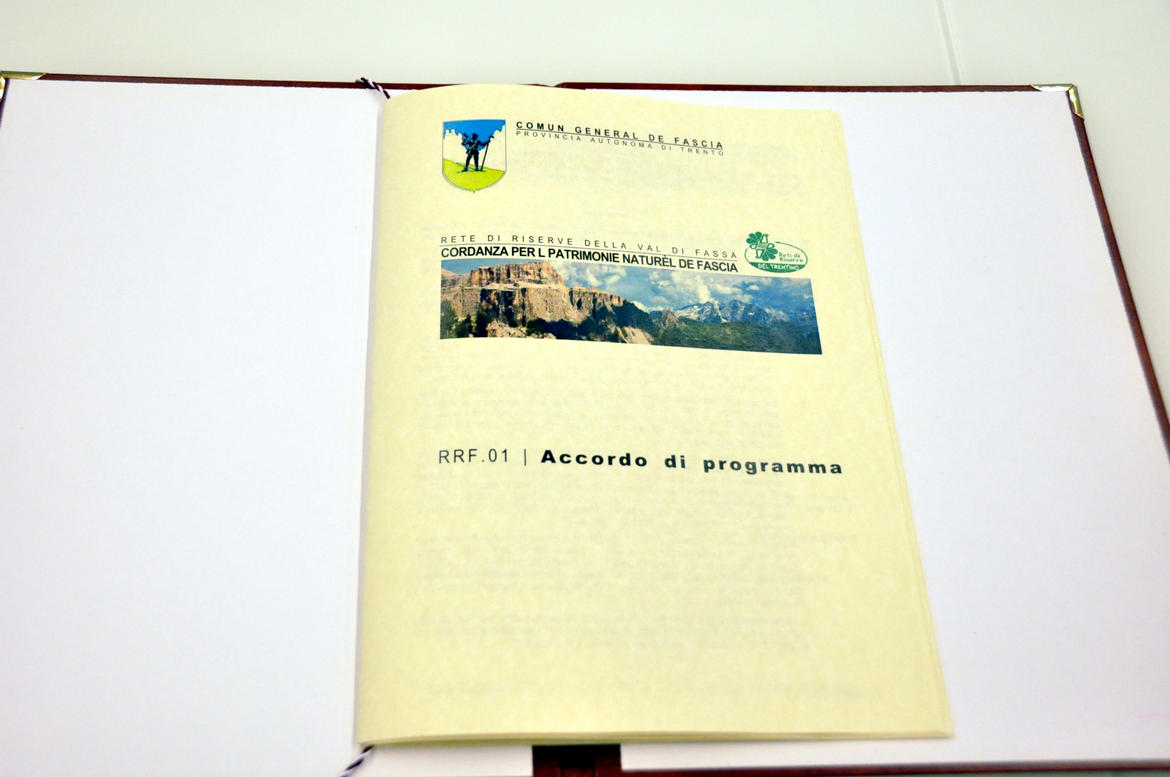 COMUN GENERAL DE FASCIA
PROVINCIA AUTONOMA DI TRENTO
RETE DI RISERVE DELLA VAL DI FASSA
CORDANZA PER L PATRIMONIE NATURÈL DE FASCIA
Reti di
Riserve
DEL TRENTINO
RRF.01 | Accordo di programma